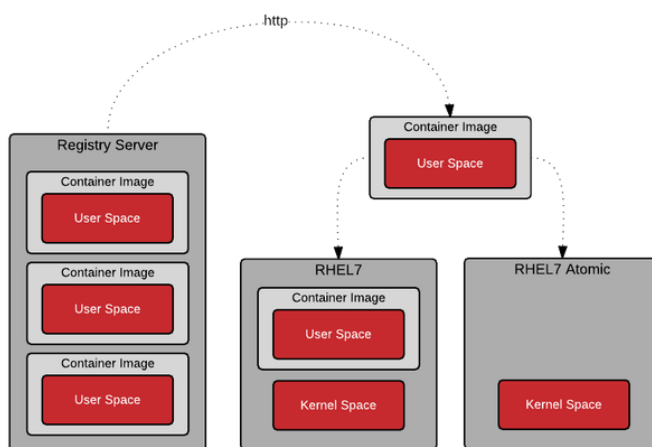 http
Registry Server
Container Image
User Space
Container Image
User Space
Container Image
User Space
Container Image
User Space
RHEL7
Container Image
User Space
Kernel Space
RHEL7 Atomic
Kernel Space